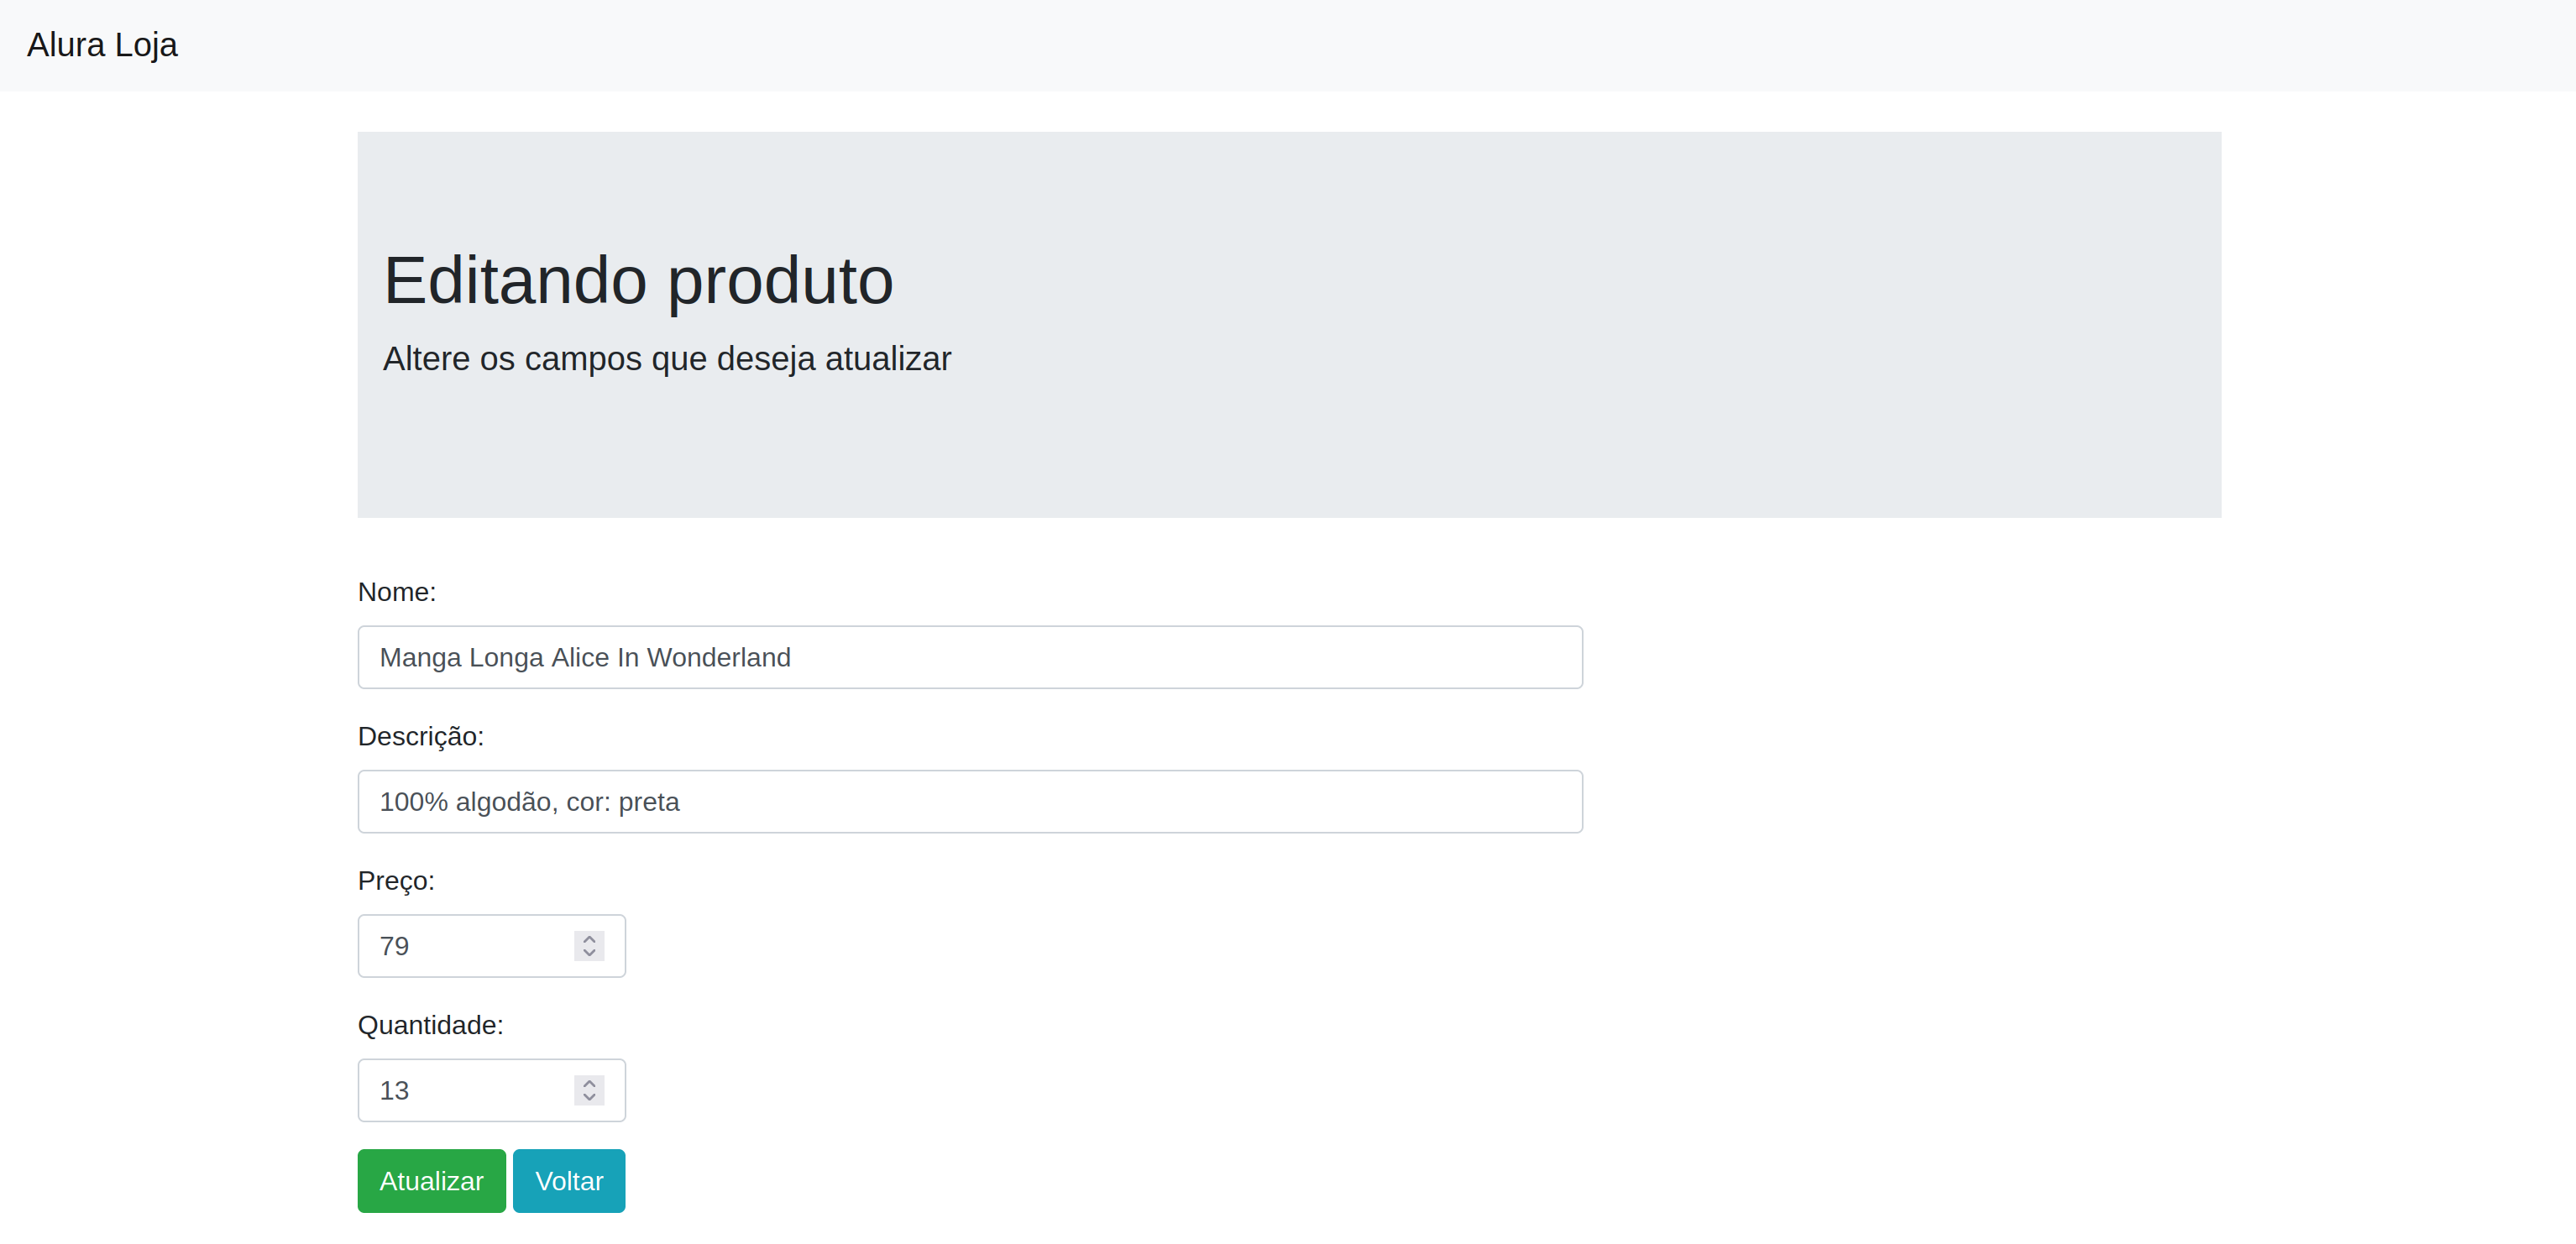 Alura Loja
Editando produto
Altere os campos que deseja atualizar
Nome:
Manga Longa Alice In Wonderland
Descrição:
100% algodão, cor: preta
Preço:
79
Quantidade:
13
Atualizar Voltar